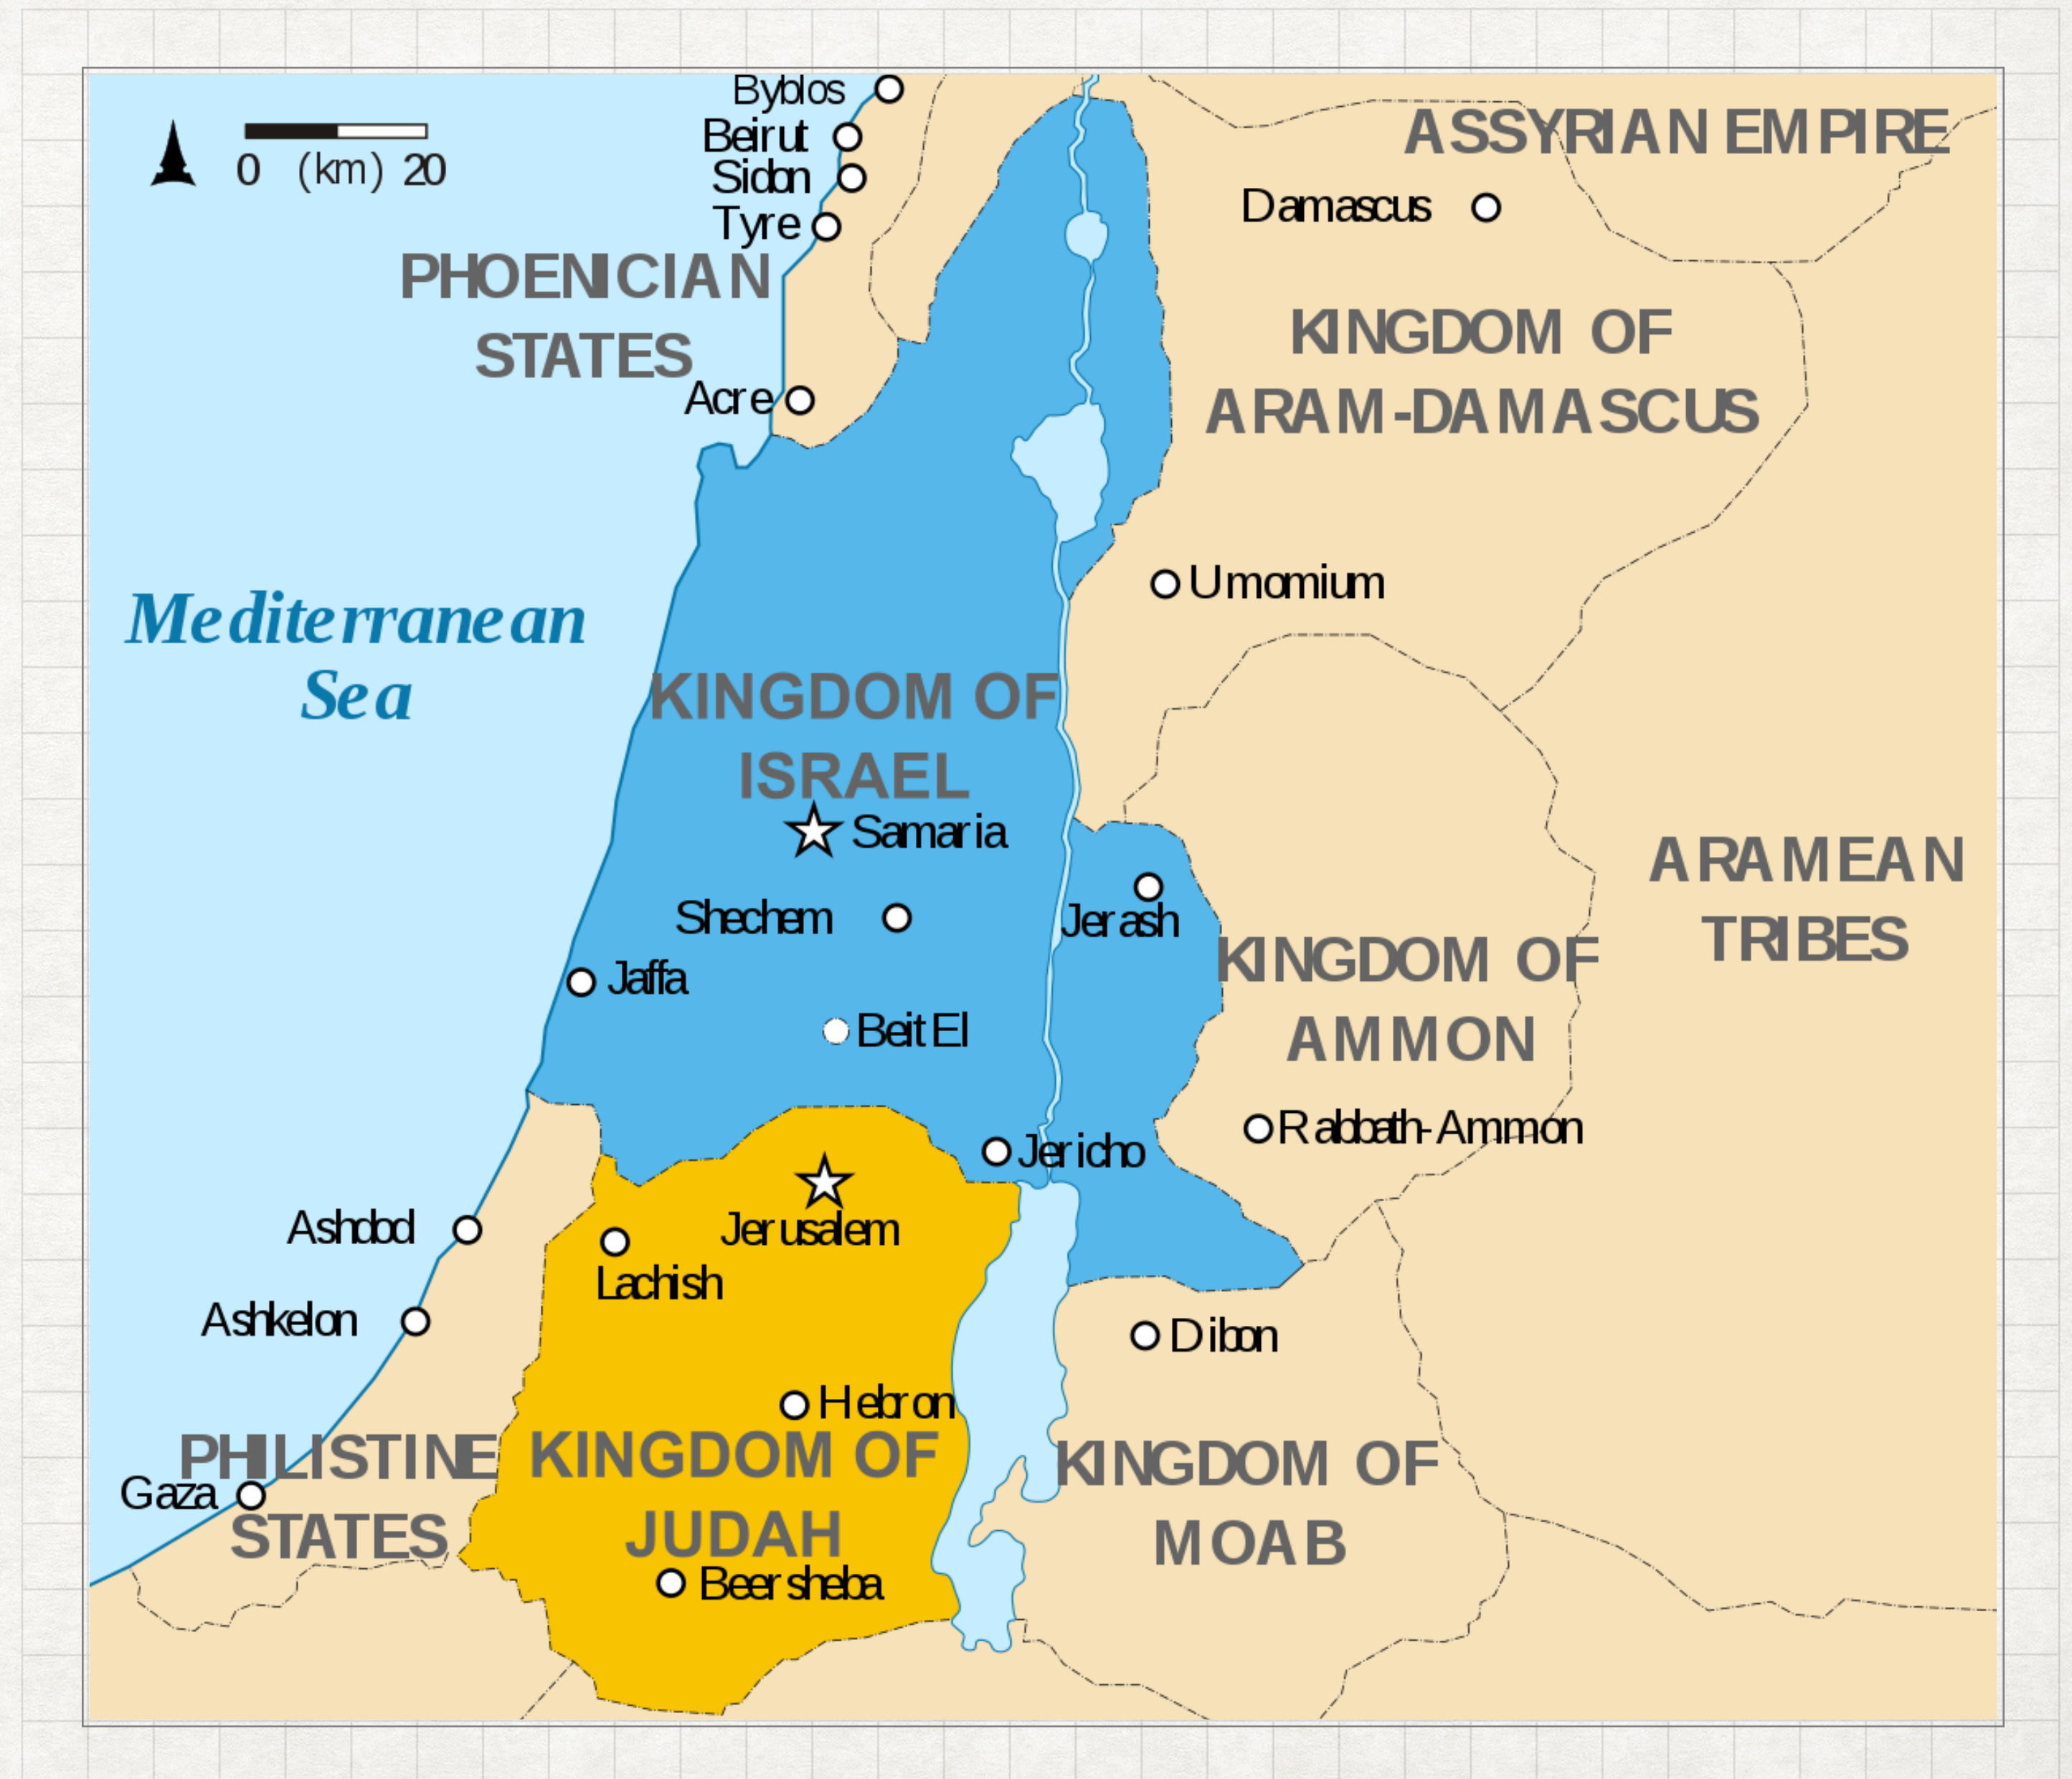 Byblos
Beirut
Sidon
Tyre
0 (km) 20
ASSYRIAN EMPIRE
Damascus
PHOENICIAN
STATES
KINGDOM OF
ARAM-DAMASCUS
Acre
Umomium
Mediterranean
Sea
KINGDOM OF
ISRAEL
Samaria
Shechem
Jerash
Jaffa
Beit El
ARAMEAN
TRIBES
KINGDOM OF
AMMON
Rabbath-Ammon
Jericho
Jerusalem
Ashdod
Lachish
Ashkelon
Dibon
Hebron
PHILISTINE
STATES
Gaza
KINGDOM OF
JUDAH
Beersheba
KINGDOM OF
MOAB